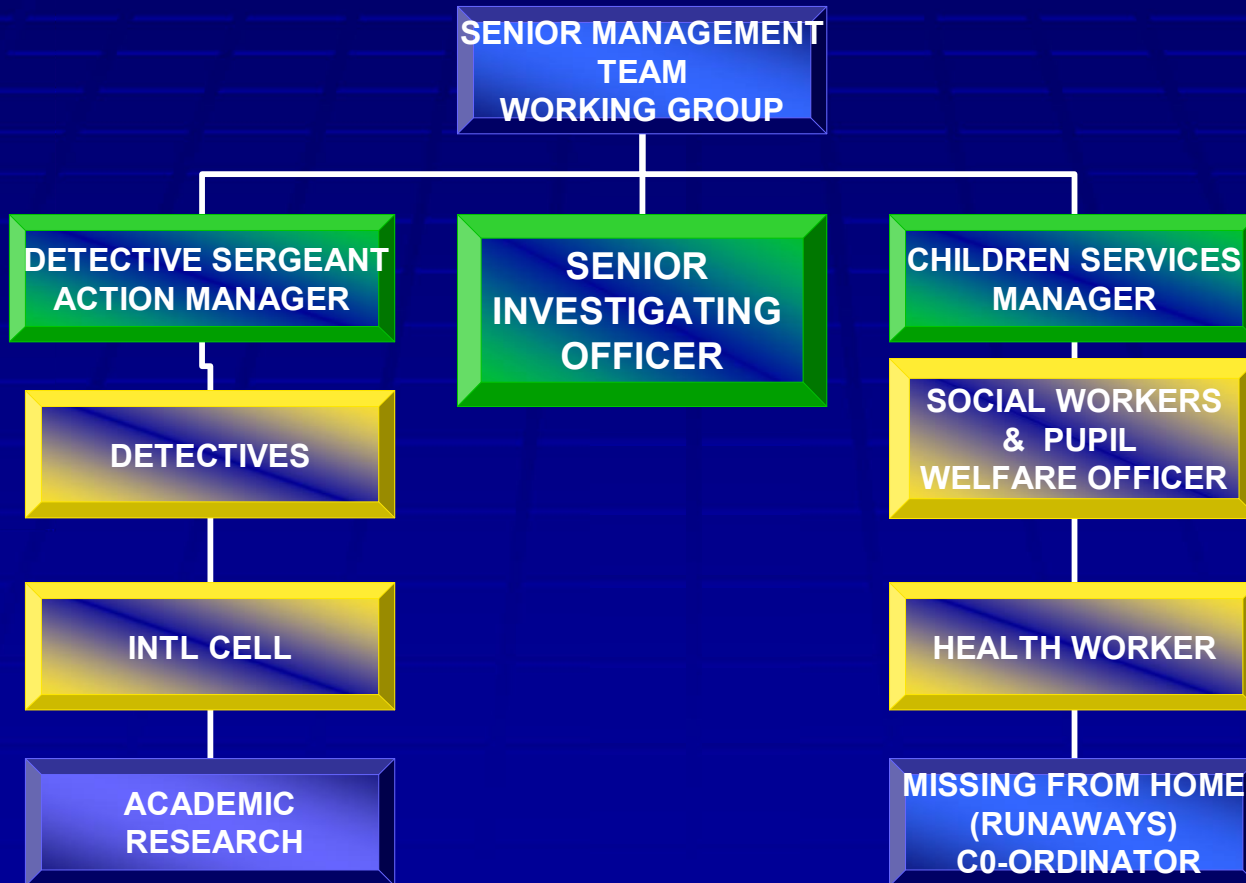 SENIOR MANAGEMENT
TEAM
WORKING GROUP
DETECTIVE SERGEANT
ACTION MANAGER
SENIOR
INVESTIGATING
OFFICER
CHILDREN SERVICES
MANAGER
DETECTIVES
SOCIAL WORKERS
& PUPIL
WELFARE OFFICER
INTL CELL
HEALTH WORKER
ACADEMIC
RESEARCH
MISSING FROM HOME
(RUNAWAYS)
C0-ORDINATOR